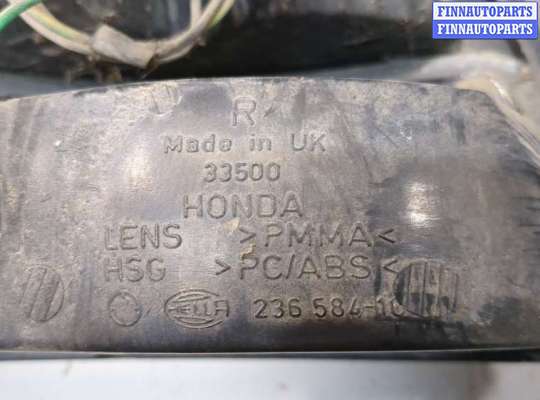 FINNAUTOPARTS
FINNAUTOPARTS
R
Made in UK
33500
HONDA
LENS >PMMA<
HSG >PC/ABS<
HELLA 236 584-10